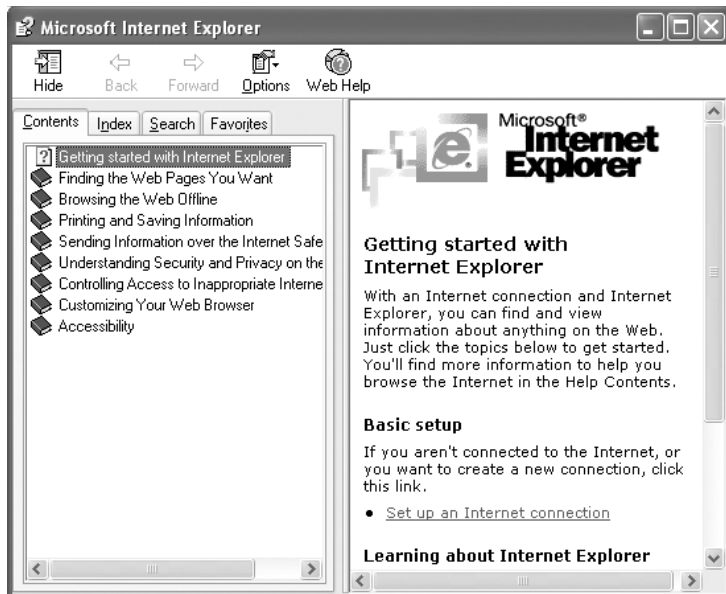 Microsoft Internet Explorer
Hide Back Forward Options Web Help
Contents Index Search Favorites
Getting started with Internet Explorer
Finding the Web Pages You Want
Browsing the Web Offline
Printing and Saving Information
Sending Information over the Internet Safe
Understanding Security and Privacy on the
Controlling Access to Inappropriate Interne
Customizing Your Web Browser
Accessibility
Microsoft®
Internet
Explorer
Getting started with
Internet Explorer
With an Internet connection and Internet
Explorer, you can find and view
information about anything on the Web.
Just click the topics below to get started.
You'll find more information to help you
browse the Internet in the Help Contents.
Basic setup
If you aren't connected to the Internet, or
you want to create a new connection, click
this link.
• Set up an Internet connection
Learning about Internet Explorer